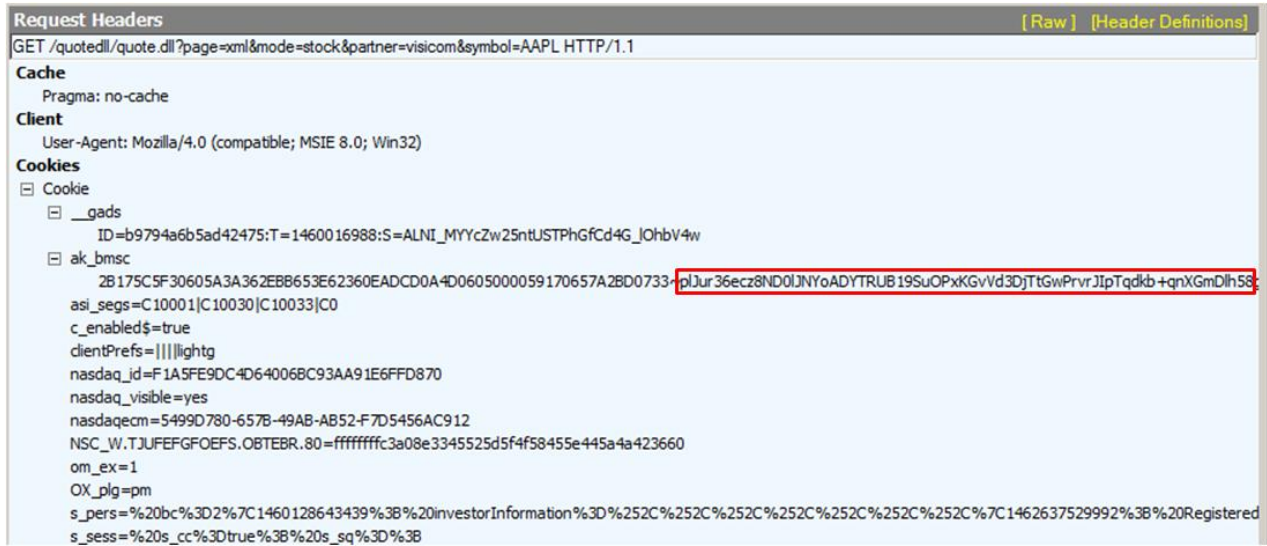 Request Headers [ Raw ] [Header Definitions]
GET /quotedll/quote.dll?page=xml&mode=stock&partner=visicom&symbol=AAPL HTTP/1.1
Cache
Pragma: no-cache
Client
User-Agent: Mozilla/4.0 (compatible; MSIE 8.0; Win32)
Cookies
Cookie
__gads
ID=b9794a6b5ad42475:T=1460016988:S=ALNI_MYYcZw25ntUSTPhGfCd4G_lOhbV4w
ak_bmsc
2B175C5F30605A3A362EBB653E62360EADCD0A4D0605000059170657A2BD0733~plJur36ecz8ND0lJNYoADYTRUB19SuOPxKGvVd3DjTtGwPrvrJIpTqdkb+qnXGmDlh58
asi_segs=C10001|C10030|C10033|C0
c_enabled$=true
clientPrefs=||||lightg
nasdaq_id=F1A5FE9DC4D64006BC93AA91E6FFD870
nasdaq_visible=yes
nasdaqecm=5499D780-657B-49AB-AB52-F7D5456AC912
NSC_W.TJUFEFGFOEFS.OBTEBR.80=ffffffffc3a08e3345525d5f4f58455e445a4a423660
om_ex=1
OX_plg=pm
s_pers=%20bc%3D2%7C1460128643439%3B%20investorInformation%3D%252C%252C%252C%252C%252C%252C%252C%252C%7C1462637529992%3B%20Registered
s_sess=%20s_cc%3Dtrue%3B%20s_sq%3D%3B